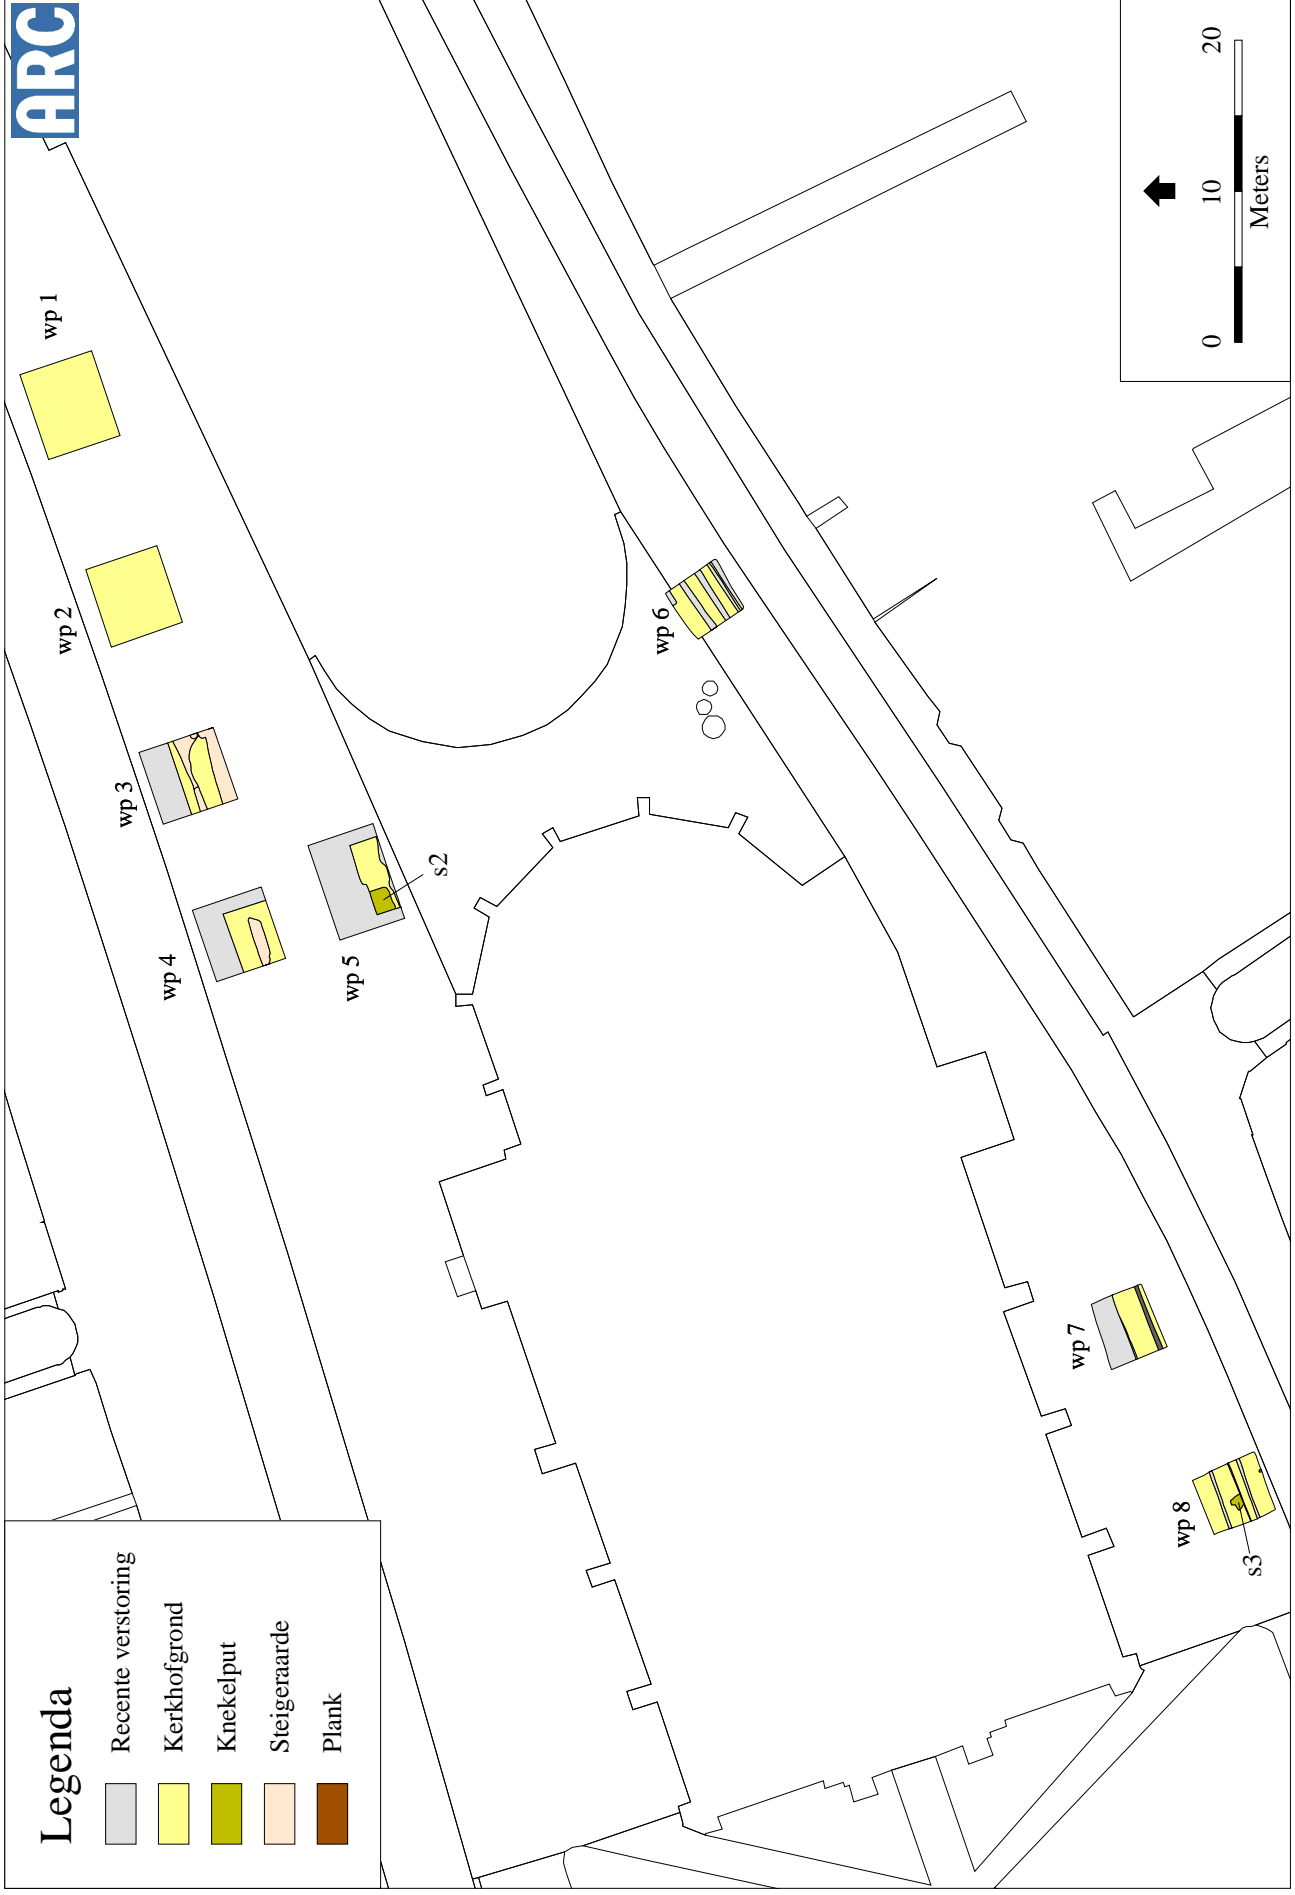 ARC
wp 1
wp 2
wp 3
wp 4
wp 5
s2
wp 6
wp 7
wp 8
s3
Legenda
Recente verstoring
Kerkhofgrond
Knekelput
Steigeraarde
Plank
0 10 20
Meters